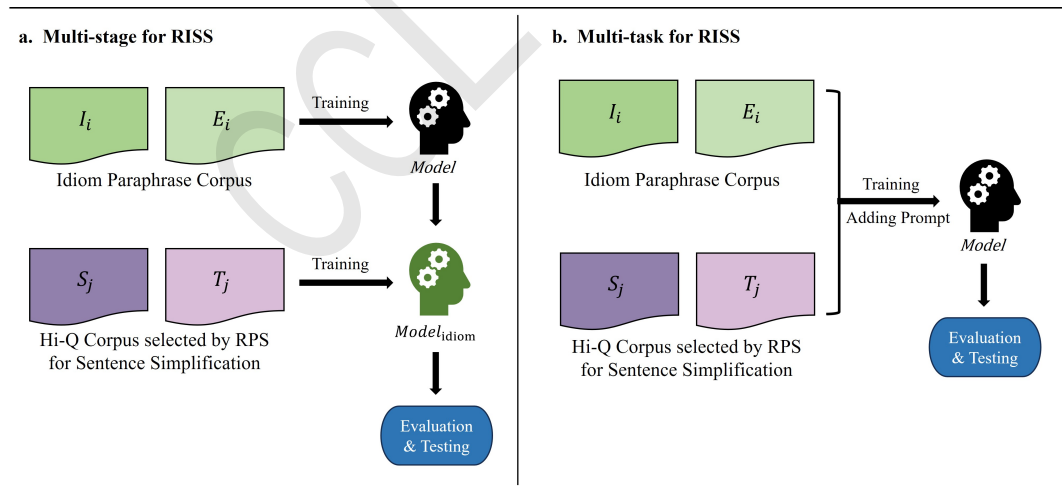 a. Multi-stage for RISS
I_i
E_i
Training
Model
Idiom Paraphrase Corpus
S_j
T_j
Training
Model_idiom
Hi-Q Corpus selected by RPS
for Sentence Simplification
Evaluation
& Testing
b. Multi-task for RISS
I_i
E_i
Idiom Paraphrase Corpus
Training
Adding Prompt
Model
S_j
T_j
Hi-Q Corpus selected by RPS
for Sentence Simplification
Evaluation
& Testing
CCL